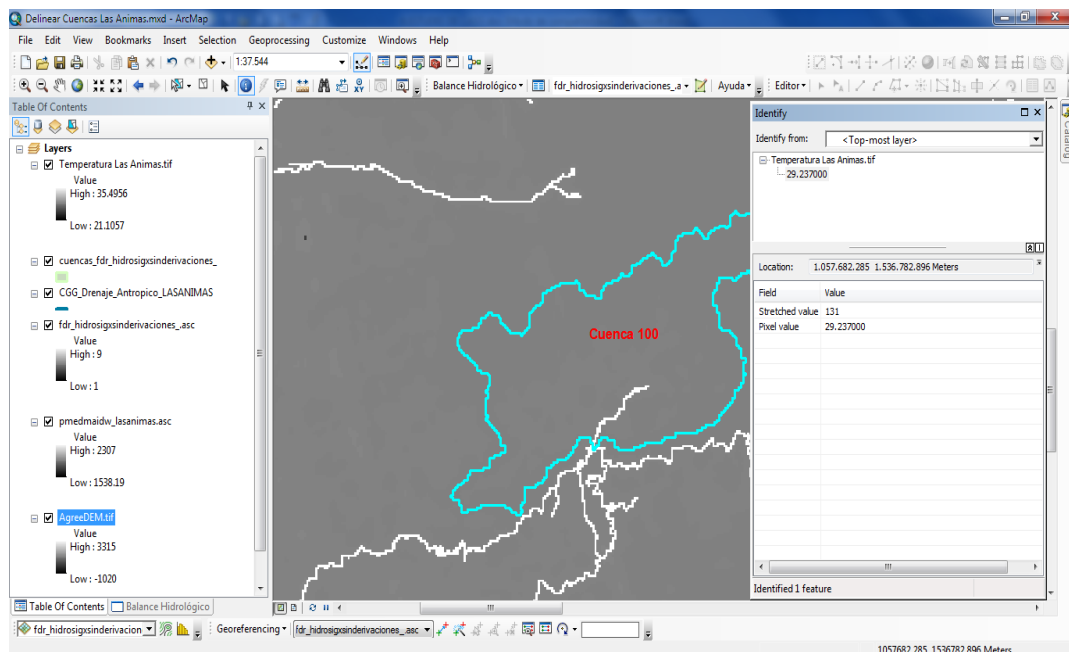 Delinear Cuencas Las Animas.mxd - ArcMap
File Edit View Bookmarks Insert Selection Geoprocessing Customize Windows Help
1:37.544
Balance Hidrológico fdr_hidrosigxsinderivaciones_.a Ayuda Editor
Table Of Contents
Layers
Temperatura Las Animas.tif
Value
High : 35.4956
Low : 21.1057
cuencas_fdr_hidrosigxsinderivaciones_
CGG_Drenaje_Antropico_LASANIMAS
fdr_hidrosigxsinderivaciones_.asc
Value
High : 9
Low : 1
pmedmaidw_lasanimas.asc
Value
High : 2307
Low : 1538.19
AgreeDEM.tif
Value
High : 3315
Low : -1020
Table Of Contents Balance Hidrológico
Cuenca 100
Identify
Identify from: <Top-most layer>
Temperatura Las Animas.tif
29.237000
Location: 1.057.682.285 1.536.782.896 Meters
Field Value
Stretched value 131
Pixel value 29.237000
Identified 1 feature
Catalog
fdr_hidrosigxsinderivacion Georeferencing fdr_hidrosigxsinderivaciones_.asc
1057682.285 1536782.896 Meters